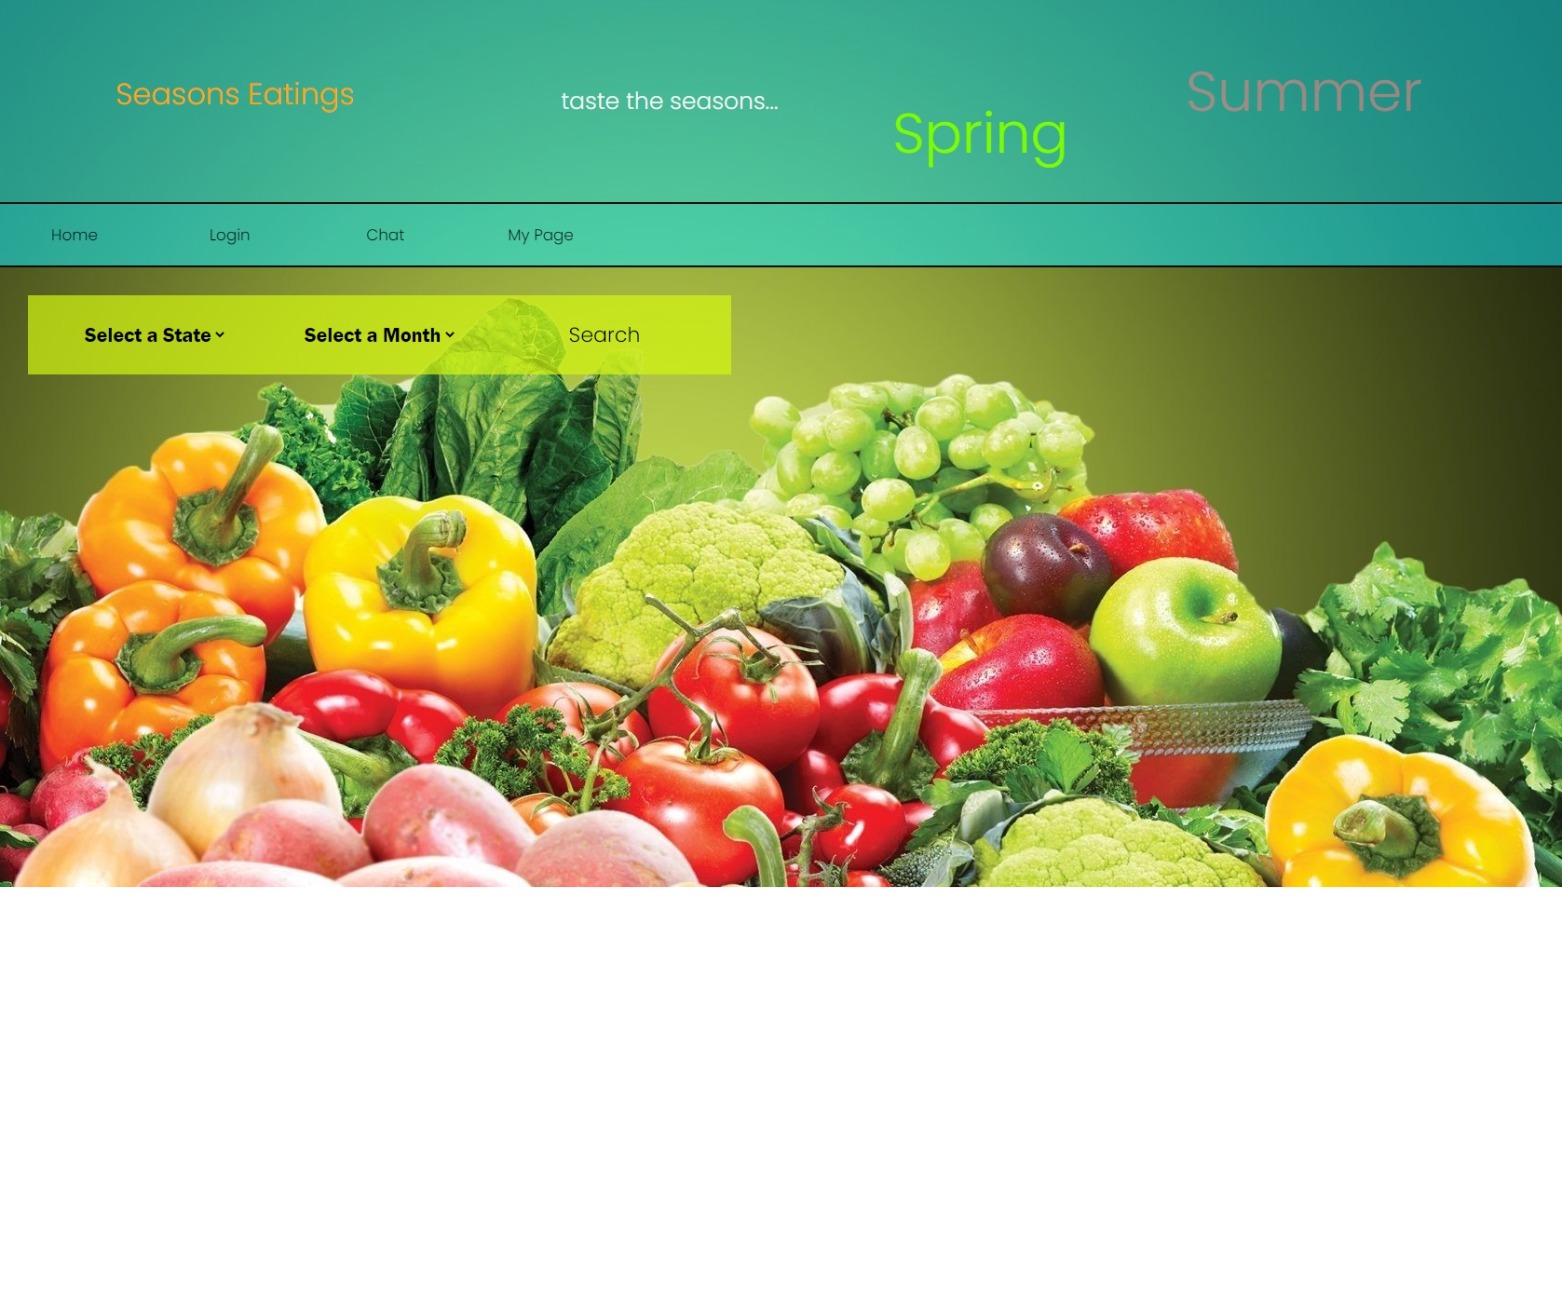 Seasons Eatings
taste the seasons...
Spring
Summer
Home
Login
Chat
My Page
Select a State
Select a Month
Search